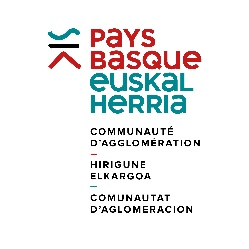 PAYS
BASQUE
EUSKAL
HERRIA
COMMUNAUTÉ
D'AGGLOMÉRATION
HIRIGUNE
ELKARGOA
COMUNAUTAT
D'AGLOMERACION